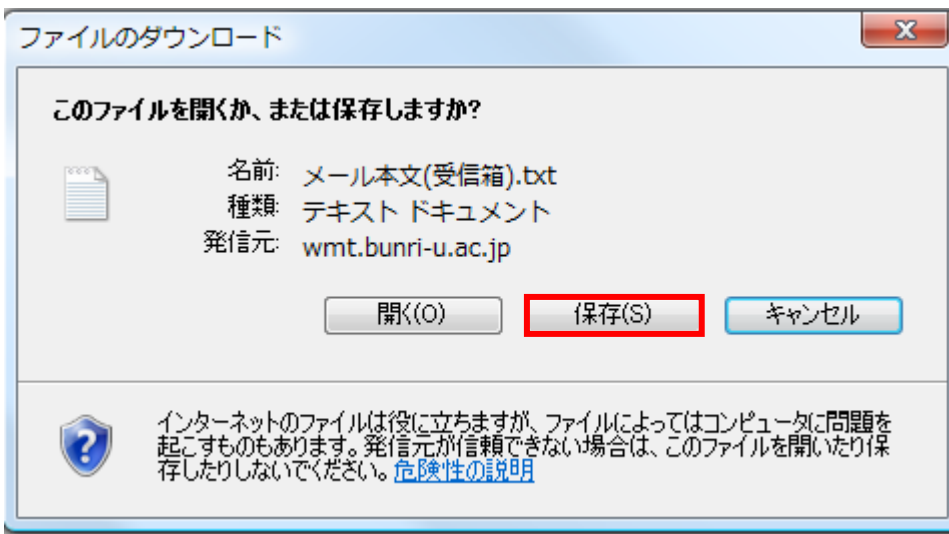 ファイルのダウンロード
このファイルを開くか、または保存しますか?
名前: メール本文(受信箱).txt
種類: テキスト ドキュメント
発信元: wmt.bunri-u.ac.jp
開く(O) 保存(S) キャンセル
インターネットのファイルは役に立ちますが、ファイルによってはコンピュータに問題を
起こすものもあります。発信元が信頼できない場合は、このファイルを開いたり保
存したりしないでください。危険性の説明